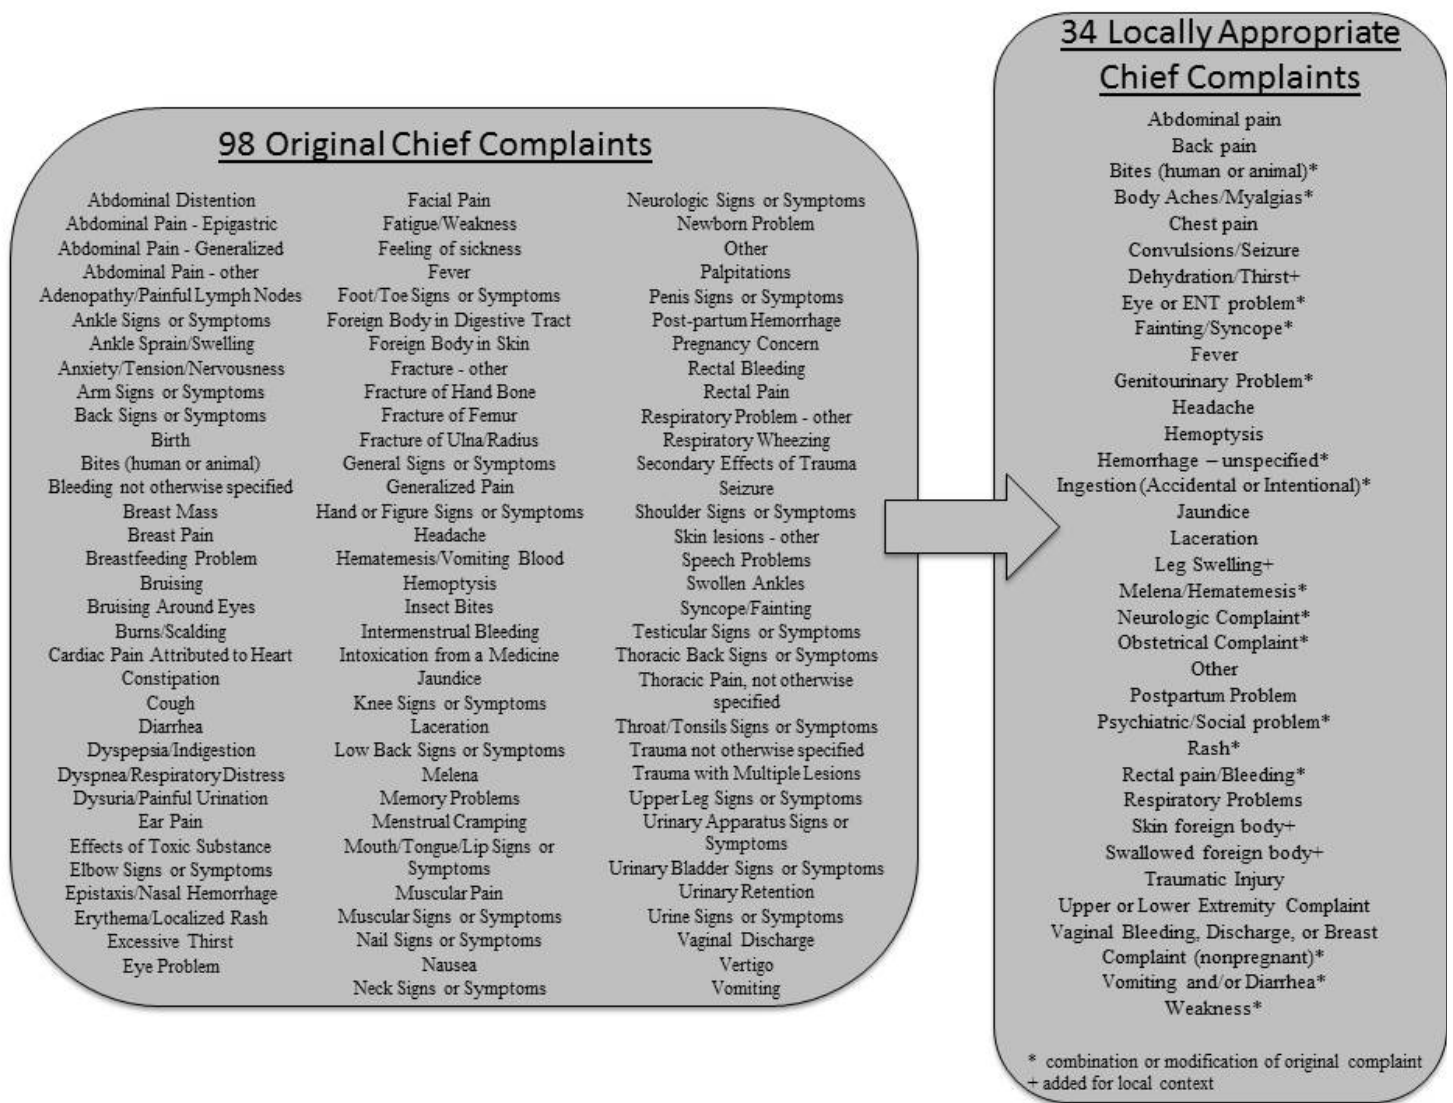 98 Original Chief Complaints
Abdominal Distention
Abdominal Pain - Epigastric
Abdominal Pain - Generalized
Abdominal Pain - other
Adenopathy/Painful Lymph Nodes
Ankle Signs or Symptoms
Ankle Sprain/Swelling
Anxiety/Tension/Nervousness
Arm Signs or Symptoms
Back Signs or Symptoms
Birth
Bites (human or animal)
Bleeding not otherwise specified
Breast Mass
Breast Pain
Breastfeeding Problem
Bruising
Bruising Around Eyes
Burns/Scalding
Cardiac Pain Attributed to Heart
Constipation
Cough
Diarrhea
Dyspepsia/Indigestion
Dyspnea/Respiratory Distress
Dysuria/Painful Urination
Ear Pain
Effects of Toxic Substance
Elbow Signs or Symptoms
Epistaxis/Nasal Hemorrhage
Erythema/Localized Rash
Excessive Thirst
Eye Problem
Facial Pain
Fatigue/Weakness
Feeling of sickness
Fever
Foot/Toe Signs or Symptoms
Foreign Body in Digestive Tract
Foreign Body in Skin
Fracture - other
Fracture of Hand Bone
Fracture of Femur
Fracture of Ulna/Radius
General Signs or Symptoms
Generalized Pain
Hand or Figure Signs or Symptoms
Headache
Hematemesis/Vomiting Blood
Hemoptysis
Insect Bites
Intermenstrual Bleeding
Intoxication from a Medicine
Jaundice
Knee Signs or Symptoms
Laceration
Low Back Signs or Symptoms
Melena
Memory Problems
Menstrual Cramping
Mouth/Tongue/Lip Signs or
Symptoms
Muscular Pain
Muscular Signs or Symptoms
Nail Signs or Symptoms
Nausea
Neck Signs or Symptoms
Neurologic Signs or Symptoms
Newborn Problem
Other
Palpitations
Penis Signs or Symptoms
Post-partum Hemorrhage
Pregnancy Concern
Rectal Bleeding
Rectal Pain
Respiratory Problem - other
Respiratory Wheezing
Secondary Effects of Trauma
Seizure
Shoulder Signs or Symptoms
Skin lesions - other
Speech Problems
Swollen Ankles
Syncope/Fainting
Testicular Signs or Symptoms
Thoracic Back Signs or Symptoms
Thoracic Pain, not otherwise
specified
Throat/Tonsils Signs or Symptoms
Trauma not otherwise specified
Trauma with Multiple Lesions
Upper Leg Signs or Symptoms
Urinary Apparatus Signs or
Symptoms
Urinary Bladder Signs or Symptoms
Urinary Retention
Urine Signs or Symptoms
Vaginal Discharge
Vertigo
Vomiting
34 Locally Appropriate
Chief Complaints
Abdominal pain
Back pain
Bites (human or animal)*
Body Aches/Myalgias*
Chest pain
Convulsions/Seizure
Dehydration/Thirst+
Eye or ENT problem*
Fainting/Syncope*
Fever
Genitourinary Problem*
Headache
Hemoptysis
Hemorrhage – unspecified*
Ingestion (Accidental or Intentional)*
Jaundice
Laceration
Leg Swelling+
Melena/Hematemesis*
Neurologic Complaint*
Obstetrical Complaint*
Other
Postpartum Problem
Psychiatric/Social problem*
Rash*
Rectal pain/Bleeding*
Respiratory Problems
Skin foreign body+
Swallowed foreign body+
Traumatic Injury
Upper or Lower Extremity Complaint
Vaginal Bleeding, Discharge, or Breast
Complaint (nonpregnant)*
Vomiting and/or Diarrhea*
Weakness*
* combination or modification of original complaint
+ added for local context